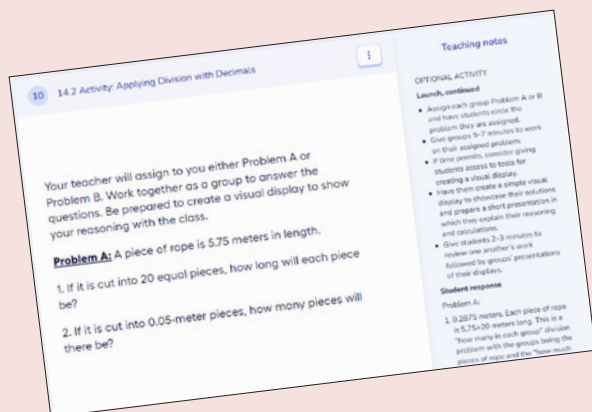 10 14.2 Activity: Applying Division with Decimals
Your teacher will assign to you either Problem A or
Problem B. Work together as a group to answer the
questions. Be prepared to create a visual display to show
your reasoning with the class.
Problem A: A piece of rope is 5.75 meters in length.
1. If it is cut into 20 equal pieces, how long will each piece
be?
2. If it is cut into 0.05-meter pieces, how many pieces will
there be?
Teaching notes
OPTIONAL ACTIVITY
Launch, continued
• Assign each group Problem A or B
and have students circle the
problem they are assigned.
• Give groups 5-7 minutes to work
on their assigned problem.
• If time permits, consider giving
students access to tools for
creating a visual display.
• Have them create a simple visual
display to showcase their solutions
and prepare a short presentation in
which they explain their reasoning
and calculations.
• Give students 2-3 minutes to
review one another's work
followed by groups' presentations
of their displays.
Student response
Problem A:
1. 0.2875 meters. Each piece of rope
is 5.75÷20 meters long. This is a
"how many in each group" division
problem with the groups being the
pieces of rope and the "how much